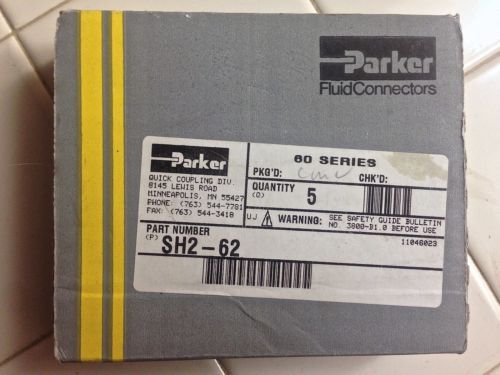 Parker
FluidConnectors
Parker
QUICK COUPLING DIV.
8145 LEWIS ROAD
MINNEAPOLIS, MN 55427
PHONE: (763) 544-7781
FAX: (763) 544-3418
60 SERIES
PKG'D: CHK'D:
QUANTITY
(Q) 5
UJ WARNING: SEE SAFETY GUIDE BULLETIN
NO. 3800-B1.0 BEFORE USE
PART NUMBER
(P) SH2-62
11046023